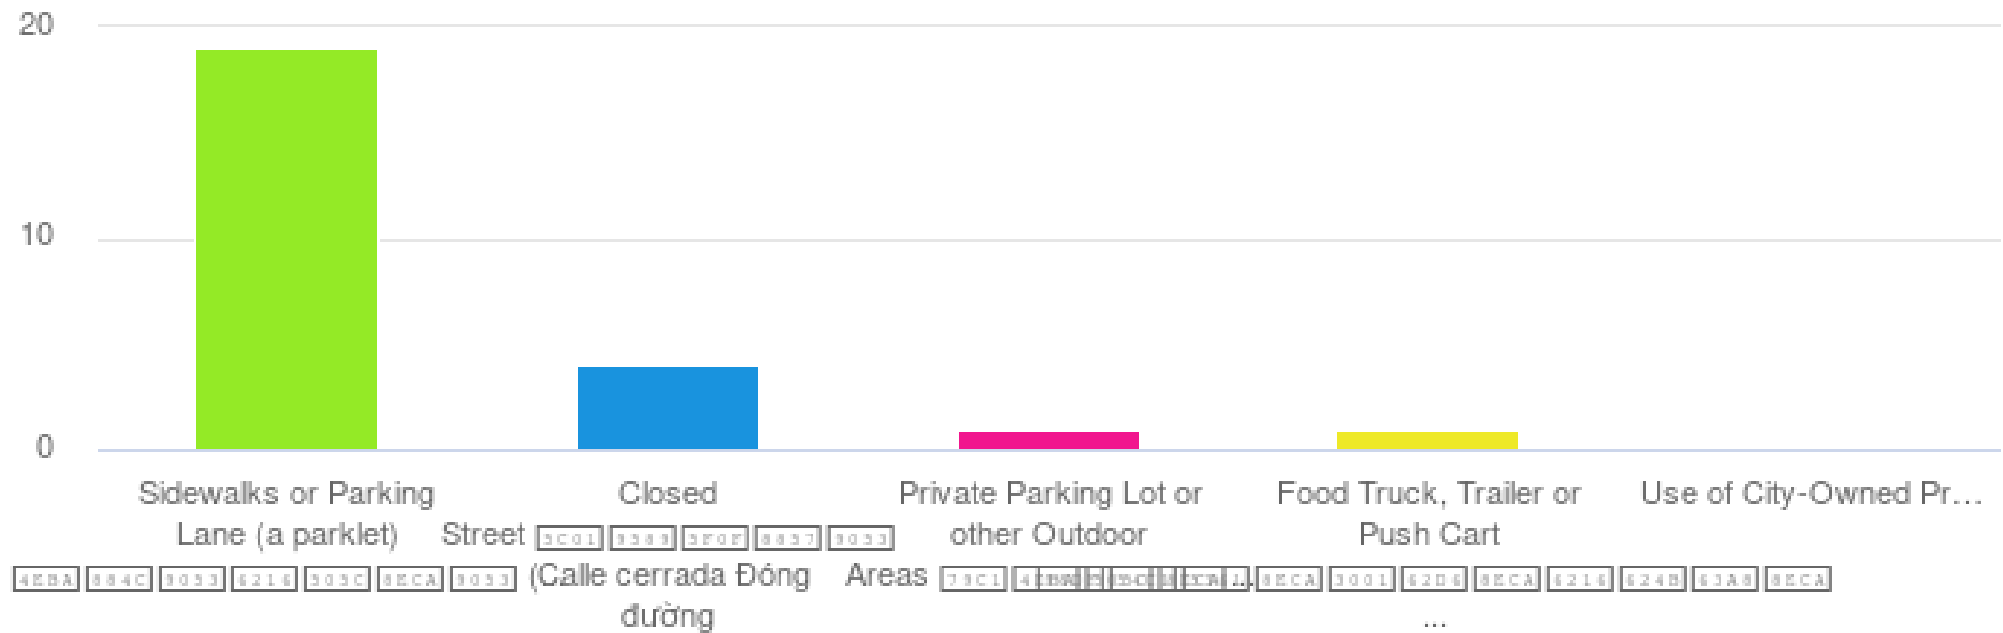 20
10
0
Sidewalks or Parking
Lane (a parklet)
Closed
Street
(Calle cerrada Đóng
đường
Private Parking Lot or
other Outdoor
Areas
...
Food Truck, Trailer or
Push Cart
...
Use of City-Owned Pr...